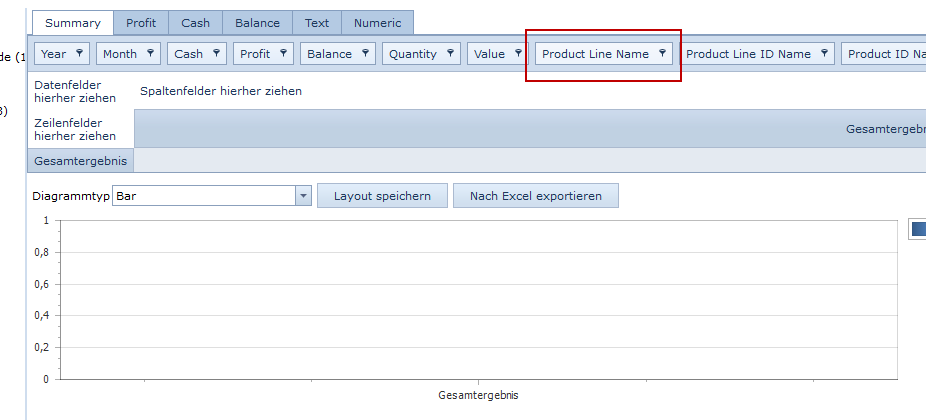 Summary Profit Cash Balance Text Numeric
de (1
Year Month Cash Profit Balance Quantity Value Product Line Name Product Line ID Name Product ID Na
3)
Datenfelder
hierher ziehen
Spaltenfelder hierher ziehen
Zeilenfelder
hierher ziehen
Gesamtergebn
Gesamtergebnis
Diagrammtyp Bar Layout speichern Nach Excel exportieren
1
0,8
0,6
0,4
0,2
0
Gesamtergebnis